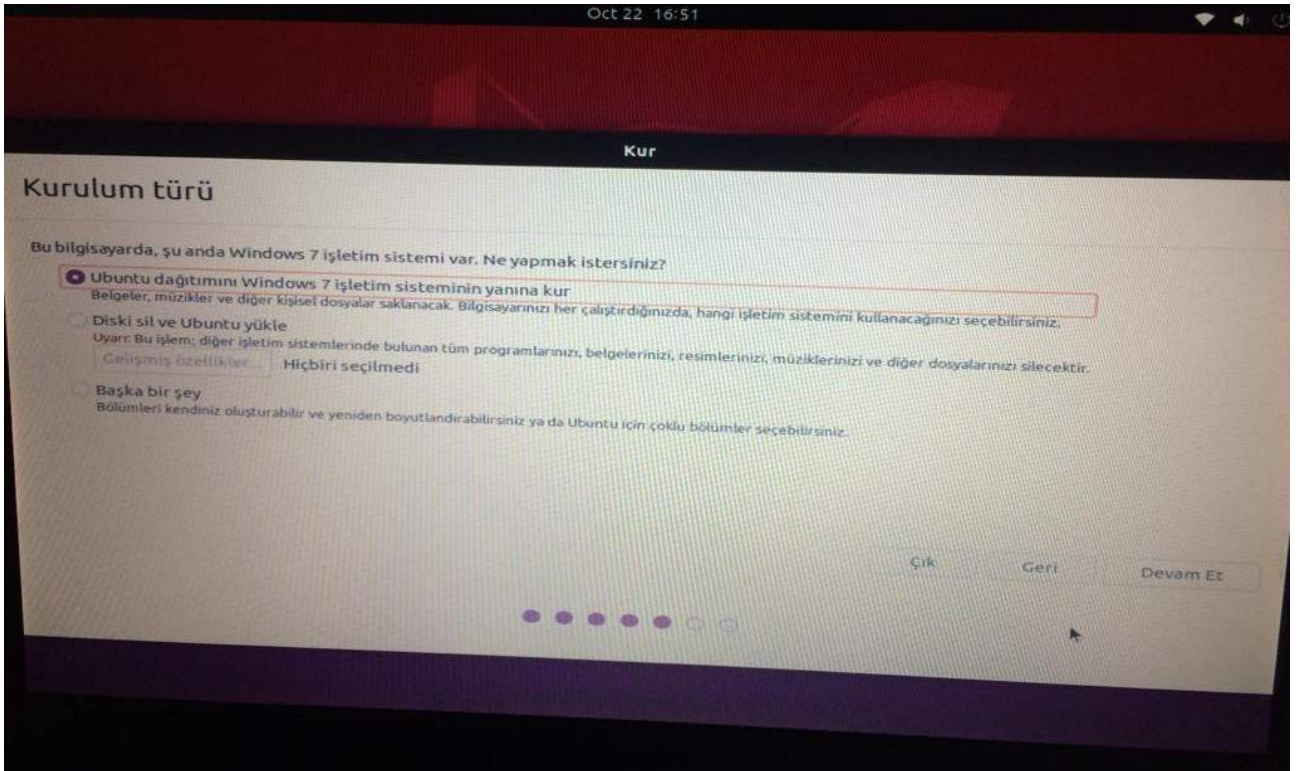 Oct 22 16:51
Kur
Kurulum türü
Bu bilgisayarda, şu anda Windows 7 işletim sistemi var. Ne yapmak istersiniz?
Ubuntu dağıtımını Windows 7 işletim sisteminin yanına kur
Belgeler, müzikler ve diğer kişisel dosyalar saklanacak. Bilgisayarınızı her çalıştırdığınızda, hangi işletim sistemini kullanacağınızı seçebilirsiniz.
Diski sil ve Ubuntu yükle
Uyarı: Bu işlem; diğer işletim sistemlerinde bulunan tüm programlarınızı, belgelerinizi, resimlerinizi, müziklerinizi ve diğer dosyalarınızı silecektir.
Gelişmiş özellikler... Hiçbiri seçilmedi
Başka bir şey
Bölümleri kendiniz oluşturabilir ve yeniden boyutlandırabilirsiniz ya da Ubuntu için çoklu bölümler seçebilirsiniz.
Çık Geri Devam Et